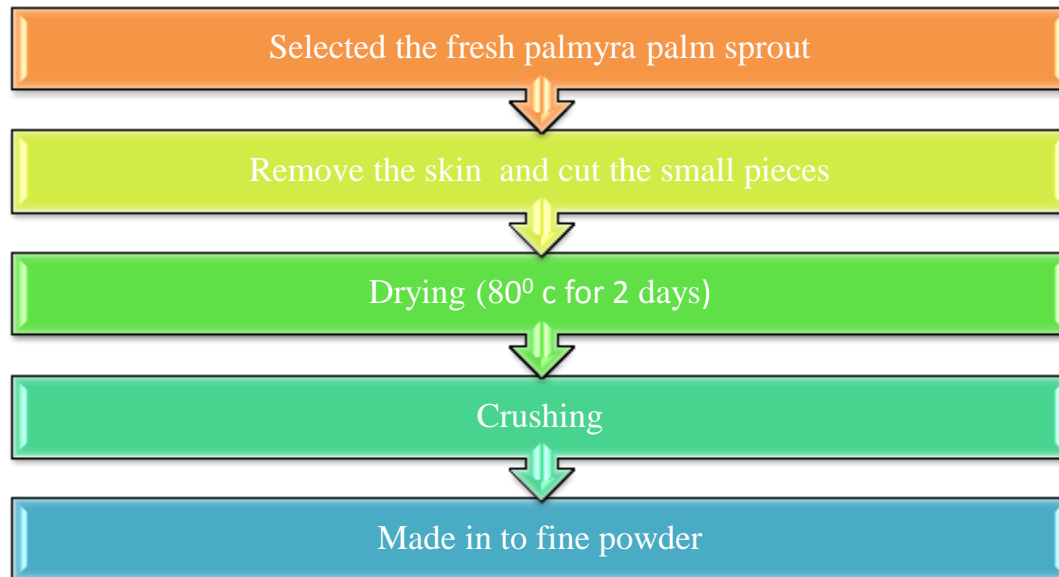 Selected the fresh palmyra palm sprout
Remove the skin  and cut the small pieces
Drying (80⁰ c for 2 days)
Crushing
Made in to fine powder